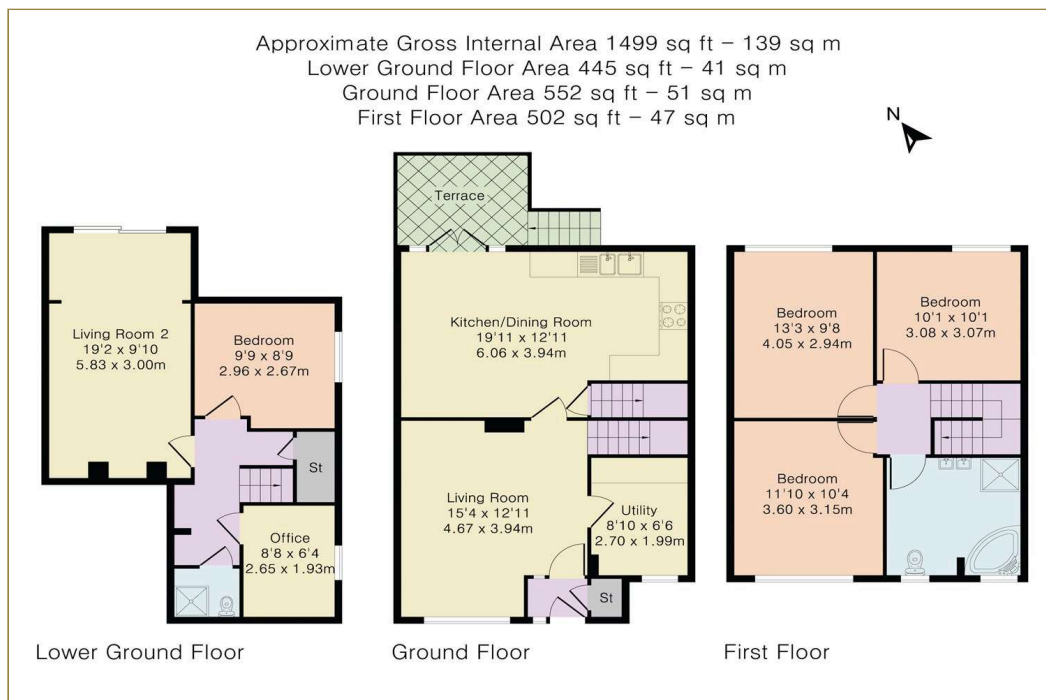 Approximate Gross Internal Area 1499 sq ft – 139 sq m
Lower Ground Floor Area 445 sq ft – 41 sq m
Ground Floor Area 552 sq ft – 51 sq m
First Floor Area 502 sq ft – 47 sq m
N
Living Room 2
19'2 x 9'10
5.83 x 3.00m
Bedroom
9'9 x 8'9
2.96 x 2.67m
St
Office
8'8 x 6'4
2.65 x 1.93m
Lower Ground Floor
Terrace
Kitchen/Dining Room
19'11 x 12'11
6.06 x 3.94m
Living Room
15'4 x 12'11
4.67 x 3.94m
Utility
8'10 x 6'6
2.70 x 1.99m
St
Ground Floor
Bedroom
13'3 x 9'8
4.05 x 2.94m
Bedroom
10'1 x 10'1
3.08 x 3.07m
Bedroom
11'10 x 10'4
3.60 x 3.15m
First Floor